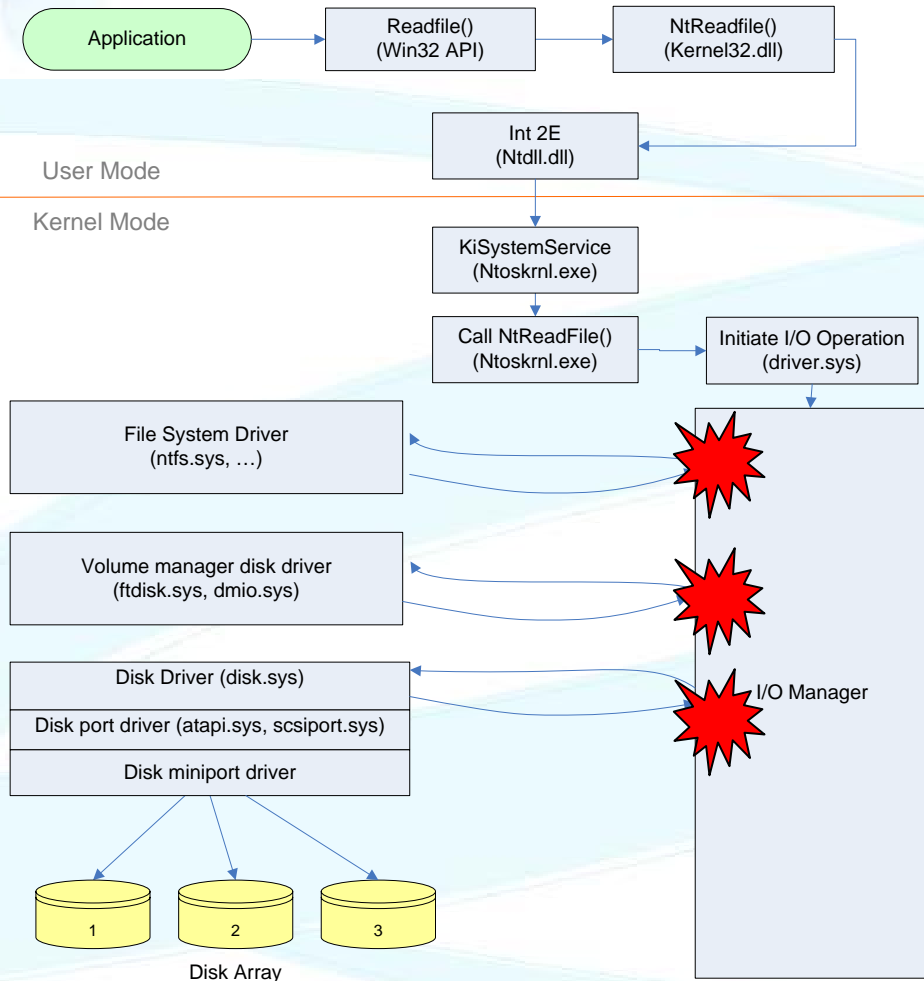 Application
Readfile()
(Win32 API)
NtReadfile()
(Kernel32.dll)
Int 2E
(Ntdll.dll)
User Mode
Kernel Mode
KiSystemService
(Ntoskrnl.exe)
Call NtReadFile()
(Ntoskrnl.exe)
Initiate I/O Operation
(driver.sys)
File System Driver
(ntfs.sys, …)
Volume manager disk driver
(ftdisk.sys, dmio.sys)
Disk Driver (disk.sys)
I/O Manager
Disk port driver (atapi.sys, scsiport.sys)
Disk miniport driver
1
2
3
Disk Array